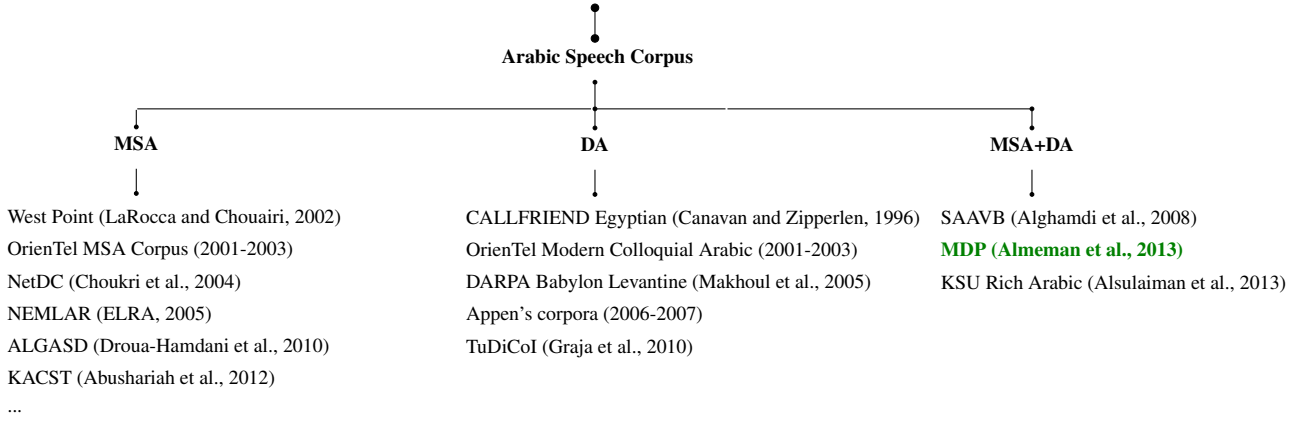 Arabic Speech Corpus
MSA
West Point (LaRocca and Chouairi, 2002)
OrienTel MSA Corpus (2001-2003)
NetDC (Choukri et al., 2004)
NEMLAR (ELRA, 2005)
ALGASD (Droua-Hamdani et al., 2010)
KACST (Abushariah et al., 2012)
...
DA
CALLFRIEND Egyptian (Canavan and Zipperlen, 1996)
OrienTel Modern Colloquial Arabic (2001-2003)
DARPA Babylon Levantine (Makhoul et al., 2005)
Appen's corpora (2006-2007)
TuDiCoI (Graja et al., 2010)
MSA+DA
SAAVB (Alghamdi et al., 2008)
MDP (Almeman et al., 2013)
KSU Rich Arabic (Alsulaiman et al., 2013)